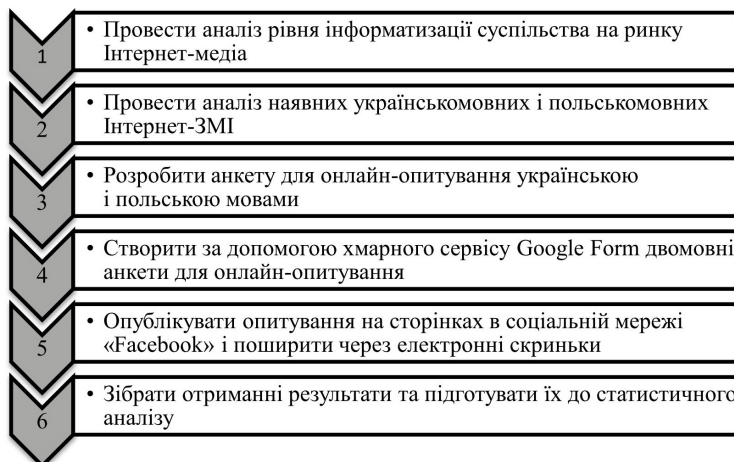 1
• Провести аналіз рівня інформатизації суспільства на ринку
Інтернет-медіа
2
• Провести аналіз наявних українськомовних і польськомовних
Інтернет-ЗМІ
3
• Розробити анкету для онлайн-опитування українською
і польською мовами
4
• Створити за допомогою хмарного сервісу Google Form двомовні
анкети для онлайн-опитування
5
• Опублікувати опитування на сторінках в соціальній мережі
«Facebook» і поширити через електронні скриньки
6
• Зібрати отриманні результати та підготувати їх до статистичного
аналізу